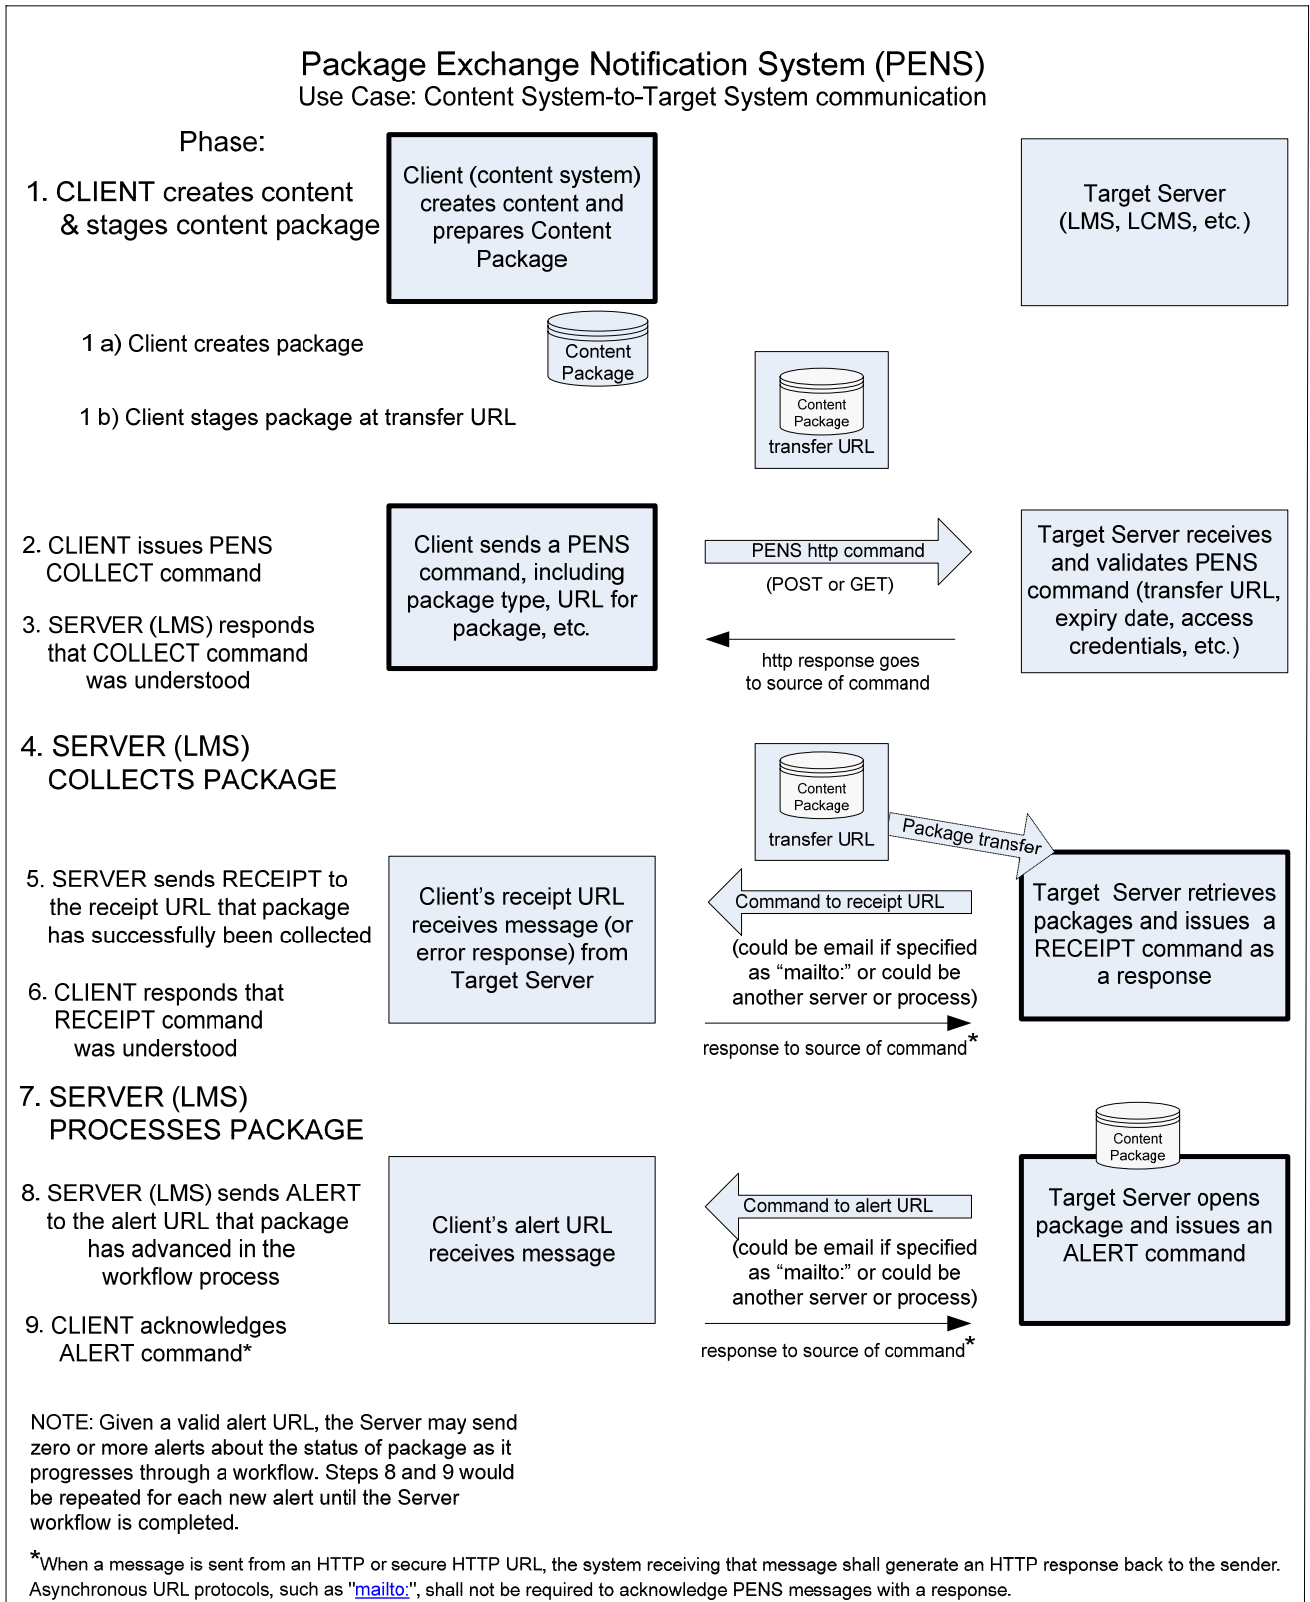 Package Exchange Notification System (PENS)
Use Case: Content System-to-Target System communication
Phase:
1. CLIENT creates content
& stages content package
Client (content system)
creates content and
prepares Content
Package
Target Server
(LMS, LCMS, etc.)
1 a) Client creates package
Content
Package
1 b) Client stages package at transfer URL
Content
Package
transfer URL
2. CLIENT issues PENS
COLLECT command
3. SERVER (LMS) responds
that COLLECT command
was understood
Client sends a PENS
command, including
package type, URL for
package, etc.
PENS http command
(POST or GET)
http response goes
to source of command
Target Server receives
and validates PENS
command (transfer URL,
expiry date, access
credentials, etc.)
4. SERVER (LMS)
COLLECTS PACKAGE
Content
Package
transfer URL
Package transfer
5. SERVER sends RECEIPT to
the receipt URL that package
has successfully been collected
6. CLIENT responds that
RECEIPT command
was understood
Client's receipt URL
receives message (or
error response) from
Target Server
Command to receipt URL
(could be email if specified
as “mailto:” or could be
another server or process)
response to source of command*
Target Server retrieves
packages and issues a
RECEIPT command as
a response
7. SERVER (LMS)
PROCESSES PACKAGE
8. SERVER (LMS) sends ALERT
to the alert URL that package
has advanced in the
workflow process
9. CLIENT acknowledges
ALERT command*
Client's alert URL
receives message
Command to alert URL
(could be email if specified
as “mailto:” or could be
another server or process)
response to source of command*
Content
Package
Target Server opens
package and issues an
ALERT command
NOTE: Given a valid alert URL, the Server may send
zero or more alerts about the status of package as it
progresses through a workflow. Steps 8 and 9 would
be repeated for each new alert until the Server
workflow is completed.
*When a message is sent from an HTTP or secure HTTP URL, the system receiving that message shall generate an HTTP response back to the sender.
Asynchronous URL protocols, such as "mailto:", shall not be required to acknowledge PENS messages with a response.